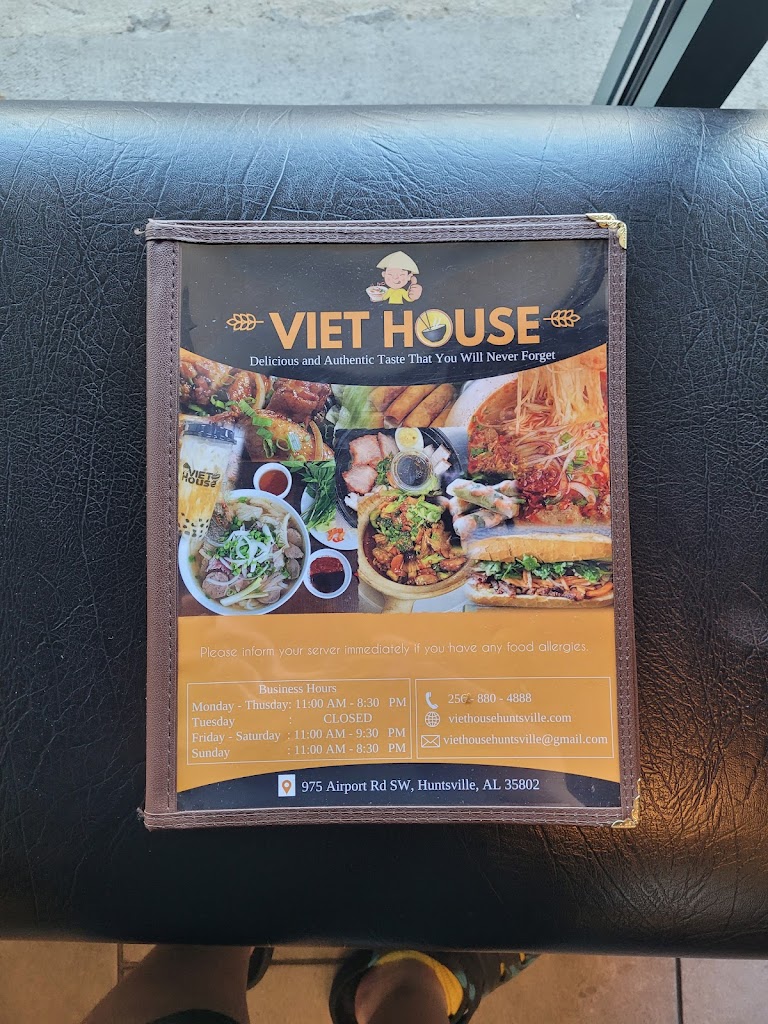 VIET HOUSE
Delicious and Authentic Taste That You Will Never Forget
VIET
HOUSE
Please inform your server immediately if you have any food allergies.
Business Hours
Monday - Thusday: 11:00 AM - 8:30 PM
Tuesday : CLOSED
Friday - Saturday : 11:00 AM - 9:30 PM
Sunday : 11:00 AM - 8:30 PM
256 - 880 - 4888
viethousehuntsville.com
viethousehuntsville@gmail.com
975 Airport Rd SW, Huntsville, AL 35802